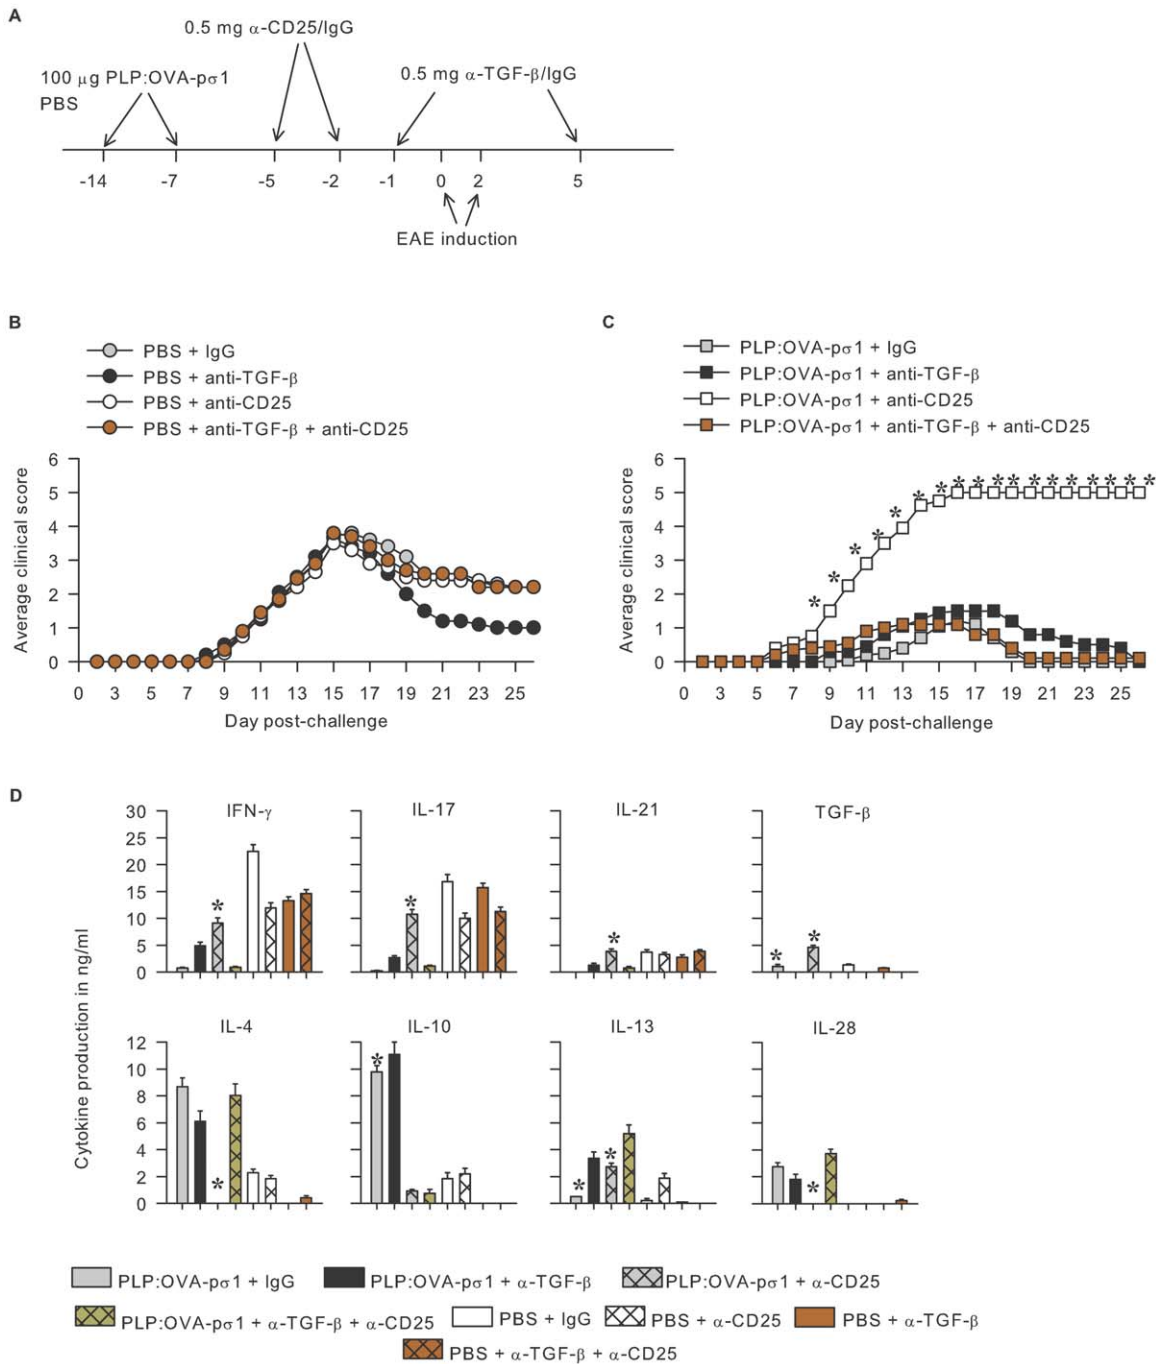 A
0.5 mg α-CD25/IgG
100 μg PLP:OVA-pσ1
PBS
0.5 mg α-TGF-β/IgG
-14 -7 -5 -2 -1 0 2 5
EAE induction
B
PBS + IgG
PBS + anti-TGF-β
PBS + anti-CD25
PBS + anti-TGF-β + anti-CD25
Average clinical score
6
5
4
3
2
1
0
0 3 5 7 9 11 13 15 17 19 21 23 25
Day post-challenge
C
PLP:OVA-pσ1 + IgG
PLP:OVA-pσ1 + anti-TGF-β
PLP:OVA-pσ1 + anti-CD25
PLP:OVA-pσ1 + anti-TGF-β + anti-CD25
Average clinical score
6
5
4
3
2
1
0
* * * * * * * * * * * * * * * * * *
0 3 5 7 9 11 13 15 17 19 21 23 25
Day post-challenge
D
Cytokine production in ng/ml
IFN-γ IL-17 IL-21 TGF-β
30
25
20
15
10
5
0
* * * * *
IL-4 IL-10 IL-13 IL-28
12
10
8
6
4
2
0
* * * * *
PLP:OVA-pσ1 + IgG PLP:OVA-pσ1 + α-TGF-β PLP:OVA-pσ1 + α-CD25
PLP:OVA-pσ1 + α-TGF-β + α-CD25 PBS + IgG PBS + α-CD25 PBS + α-TGF-β
PBS + α-TGF-β + α-CD25